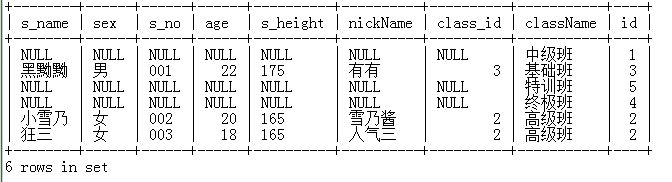 s_name | sex | s_no | age | s_height | nickName | class_id | className | id
NULL | NULL | NULL | NULL | NULL | NULL | NULL | 中级班 | 1
黑黝黝 | 男 | 001 | 22 | 175 | 有有 | 3 | 基础班 | 3
NULL | NULL | NULL | NULL | NULL | NULL | NULL | 特训班 | 5
NULL | NULL | NULL | NULL | NULL | NULL | NULL | 终极班 | 4
小雪乃 | 女 | 002 | 20 | 165 | 雪乃酱 | 2 | 高级班 | 2
狂三 | 女 | 003 | 18 | 165 | 人气三 | 2 | 高级班 | 2
6 rows in set